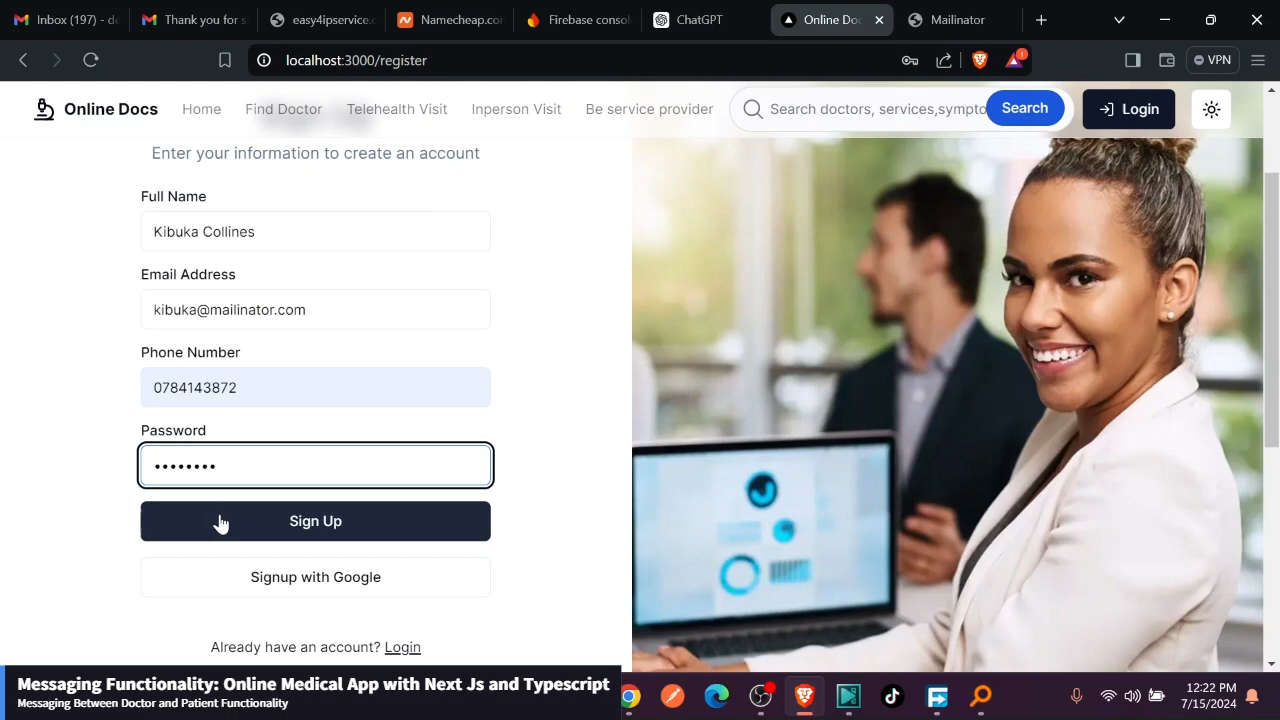 Inbox (197) - de
Thank you for s
easy4ipservice.c
Namecheap.co
Firebase consol
ChatGPT
Online Doc
Mailinator
localhost:3000/register
1
VPN
Online Docs
Home
Find Doctor
Telehealth Visit
Inperson Visit
Be service provider
Search doctors, services,sympto
Search
Login
Enter your information to create an account
Full Name
Kibuka Collines
Email Address
kibuka@mailinator.com
Phone Number
0784143872
Password
Sign Up
Signup with Google
Already have an account? Login
Messaging Functionality: Online Medical App with Next Js and Typescript
Messaging Between Doctor and Patient Functionality
12:22 PM
7/15/2024